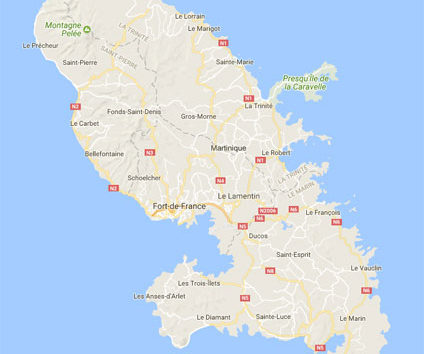 Le Lorrain
Montagne
Pelée
LA TRINITÉ
SAINT-PIERRE
Le Marigot
N1
Le Prêcheur
Saint-Pierre
Sainte-Marie
Presqu'île de
la Caravelle
N2
N1
La Trinité
Fonds-Saint-Denis
Gros-Morne
Le Carbet
Martinique
Bellefontaine
N3
N1
Le Robert
LA TRINITÉ
LE MARIN
Schoelcher
N4
N2
Le Lamentin
Fort-de-France
N2006
N6
Le François
N6
N5
N6
Ducos
Saint-Esprit
N8
Le Vauclin
Les Trois-Îlets
Les Anses-d'Arlet
N5
N6
Le Diamant
Sainte-Luce
Le Marin
N5